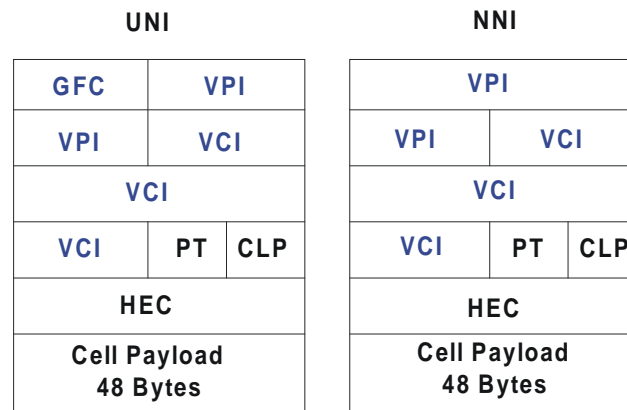 UNI NNI
GFC VPI VPI
VPI VCI VPI VCI
VCI VCI
VCI PT CLP VCI PT CLP
HEC HEC
Cell Payload Cell Payload
48 Bytes 48 Bytes